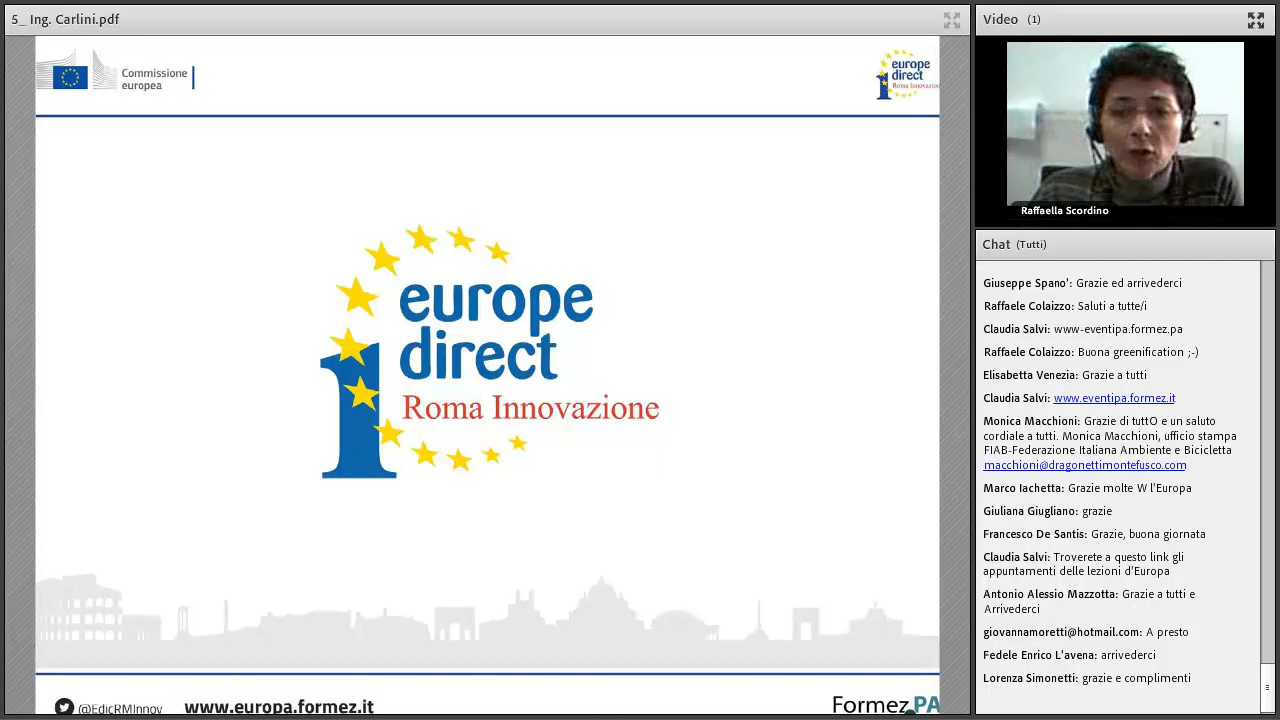 5_ Ing. Carlini.pdf
Commissione
europea
europe
direct
Roma Innovazione
europe
direct
Roma Innovazione
@EdicRMInnov
www.europa.formez.it
FormezPA
Video (1)
Raffaella Scordino
Chat (Tutti)
Giuseppe Spano': Grazie ed arrivederci
Raffaele Colaizzo: Saluti a tutte/i
Claudia Salvi: www-eventipa.formez.pa
Raffaele Colaizzo: Buona greenification ;-)
Elisabetta Venezia: Grazie a tutti
Claudia Salvi: www.eventipa.formez.it
Monica Macchioni: Grazie di tuttO e un saluto
cordiale a tutti. Monica Macchioni, ufficio stampa
FIAB-Federazione Italiana Ambiente e Bicicletta
macchioni@dragonettimontefusco.com
Marco Iachetta: Grazie molte W l'Europa
Giuliana Giugliano: grazie
Francesco De Santis: Grazie, buona giornata
Claudia Salvi: Troverete a questo link gli
appuntamenti delle lezioni d'Europa
Antonio Alessio Mazzotta: Grazie a tutti e
Arrivederci
giovannamoretti@hotmail.com: A presto
Fedele Enrico L'avena: arrivederci
Lorenza Simonetti: grazie e complimenti